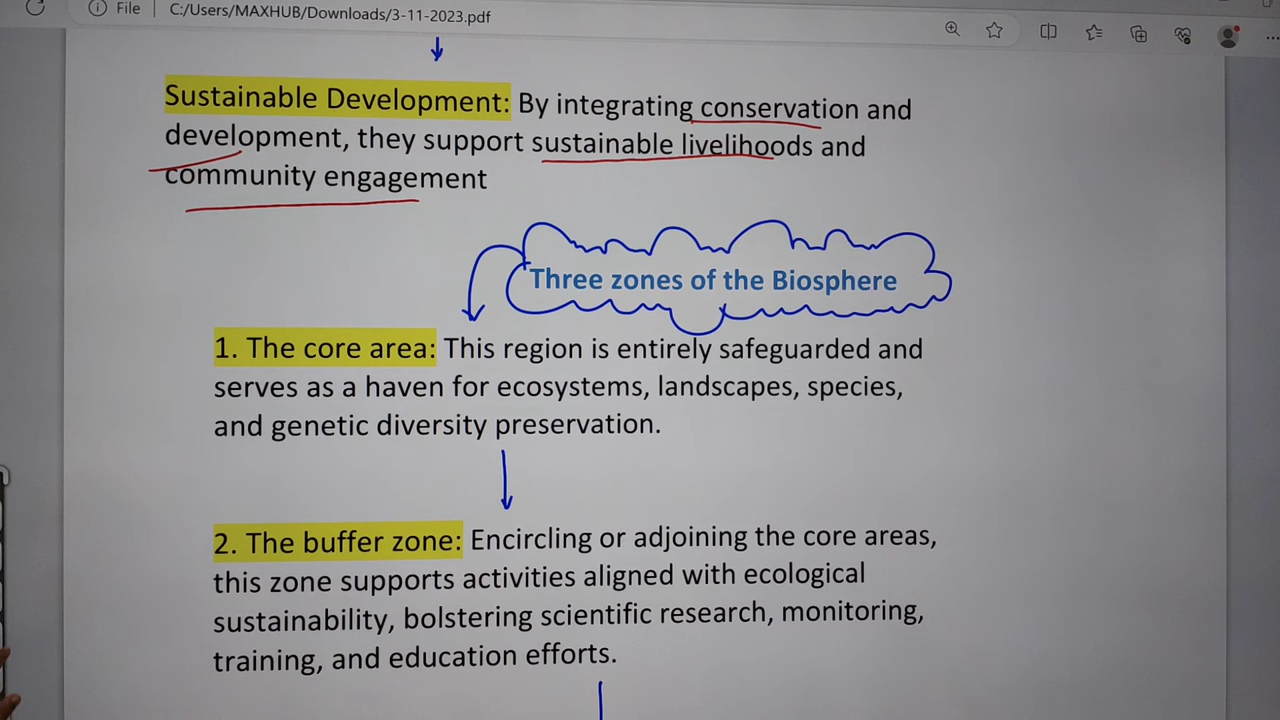 File C:/Users/MAXHUB/Downloads/3-11-2023.pdf
Sustainable Development: By integrating conservation and
development, they support sustainable livelihoods and
community engagement
Three zones of the Biosphere
1. The core area: This region is entirely safeguarded and
serves as a haven for ecosystems, landscapes, species,
and genetic diversity preservation.
2. The buffer zone: Encircling or adjoining the core areas,
this zone supports activities aligned with ecological
sustainability, bolstering scientific research, monitoring,
training, and education efforts.